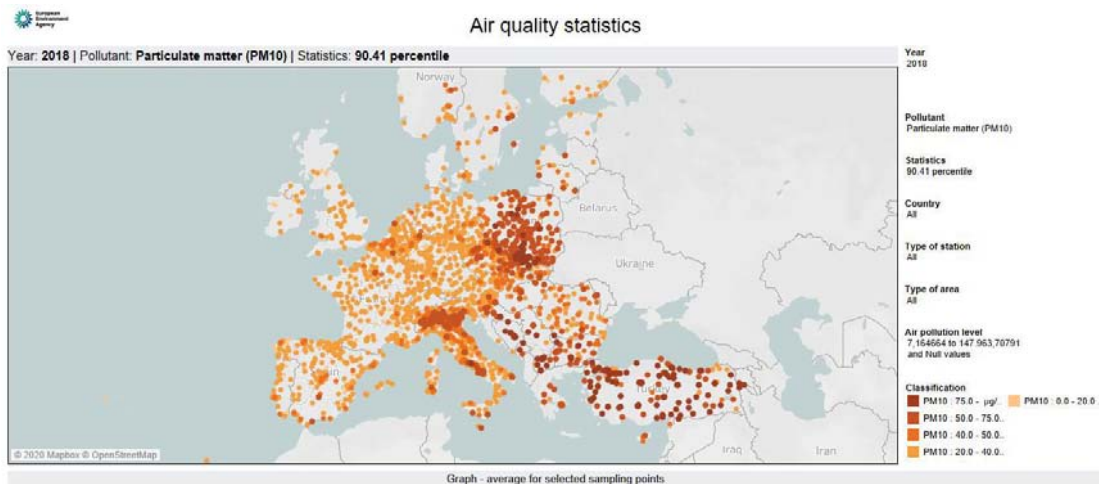 European
Environment
Agency
Air quality statistics
Year: 2018 | Pollutant: Particulate matter (PM10) | Statistics: 90.41 percentile
Norway
Belarus
Ukraine
Turkey
Iraq
Iran
© 2020 Mapbox © OpenStreetMap
Year
2018
Pollutant
Particulate matter (PM10)
Statistics
90.41 percentile
Country
All
Type of station
All
Type of area
All
Air pollution level
7,164664 to 147.963,70791
and Null values
Classification
PM10 : 75.0 - µg/.. PM10 : 0.0 - 20.0
PM10 : 50.0 - 75.0..
PM10 : 40.0 - 50.0..
PM10 : 20.0 - 40.0..
Graph - average for selected sampling points